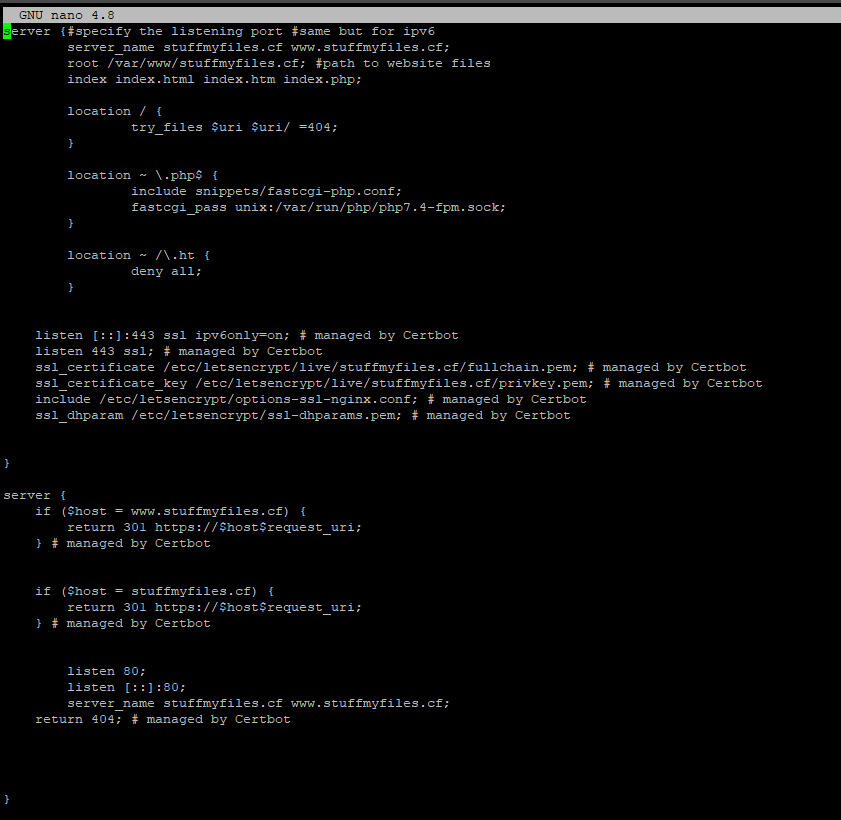 GNU nano 4.8
server {#specify the listening port #same but for ipv6
server_name stuffmyfiles.cf www.stuffmyfiles.cf;
root /var/www/stuffmyfiles.cf; #path to website files
index index.html index.htm index.php;
location / {
try_files $uri $uri/ =404;
}
location ~ \.php$ {
include snippets/fastcgi-php.conf;
fastcgi_pass unix:/var/run/php/php7.4-fpm.sock;
}
location ~ /\.ht {
deny all;
}
listen [::]:443 ssl ipv6only=on; # managed by Certbot
listen 443 ssl; # managed by Certbot
ssl_certificate /etc/letsencrypt/live/stuffmyfiles.cf/fullchain.pem; # managed by Certbot
ssl_certificate_key /etc/letsencrypt/live/stuffmyfiles.cf/privkey.pem; # managed by Certbot
include /etc/letsencrypt/options-ssl-nginx.conf; # managed by Certbot
ssl_dhparam /etc/letsencrypt/ssl-dhparams.pem; # managed by Certbot
}
server {
if ($host = www.stuffmyfiles.cf) {
return 301 https://$host$request_uri;
} # managed by Certbot
if ($host = stuffmyfiles.cf) {
return 301 https://$host$request_uri;
} # managed by Certbot
listen 80;
listen [::]:80;
server_name stuffmyfiles.cf www.stuffmyfiles.cf;
return 404; # managed by Certbot
}